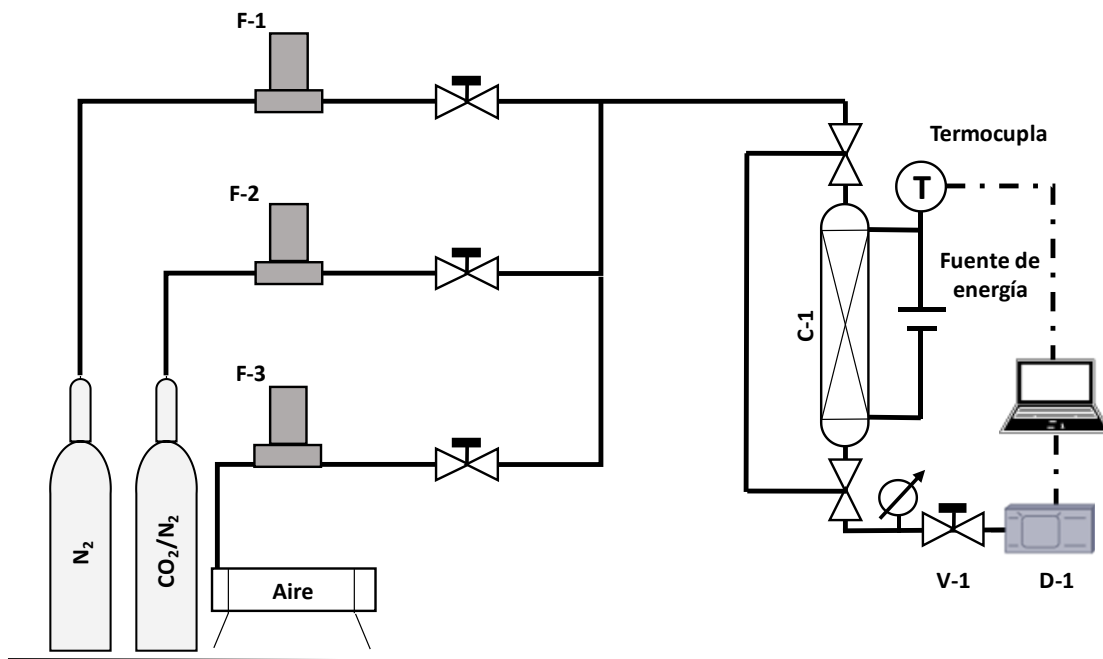 F-1
Termocupla
T
F-2
Fuente de
energía
C-1
F-3
N₂
CO₂/N₂
Aire
V-1
D-1